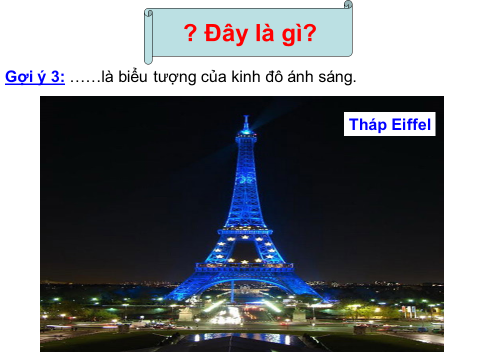 ? Đây là gì?
Gợi ý 3: ……là biểu tượng của kinh đô ánh sáng.
Tháp Eiffel